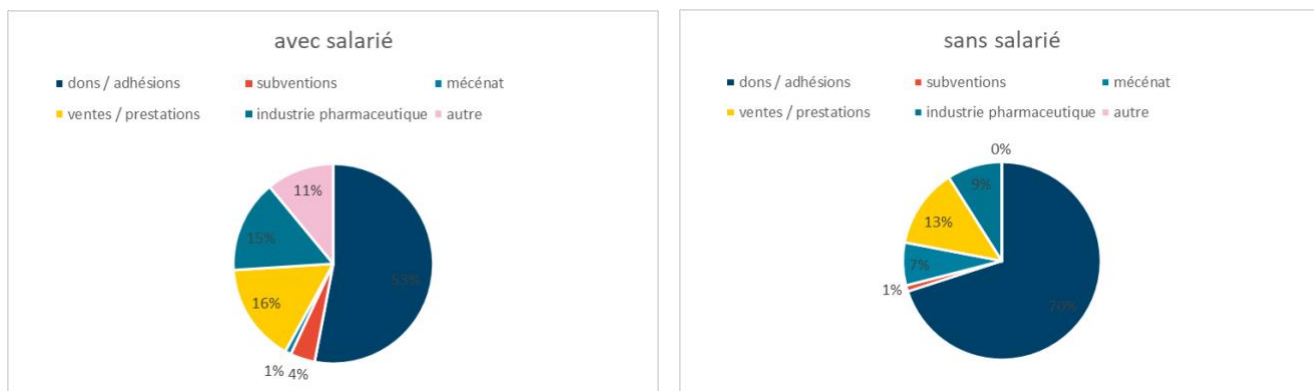 avec salarié
dons / adhésions subventions mécénat
ventes / prestations industrie pharmaceutique autre
11%
15%
53%
16%
1% 4%
sans salarié
dons / adhésions subventions mécénat
ventes / prestations industrie pharmaceutique autre
0%
9%
13%
7%
1%
70%